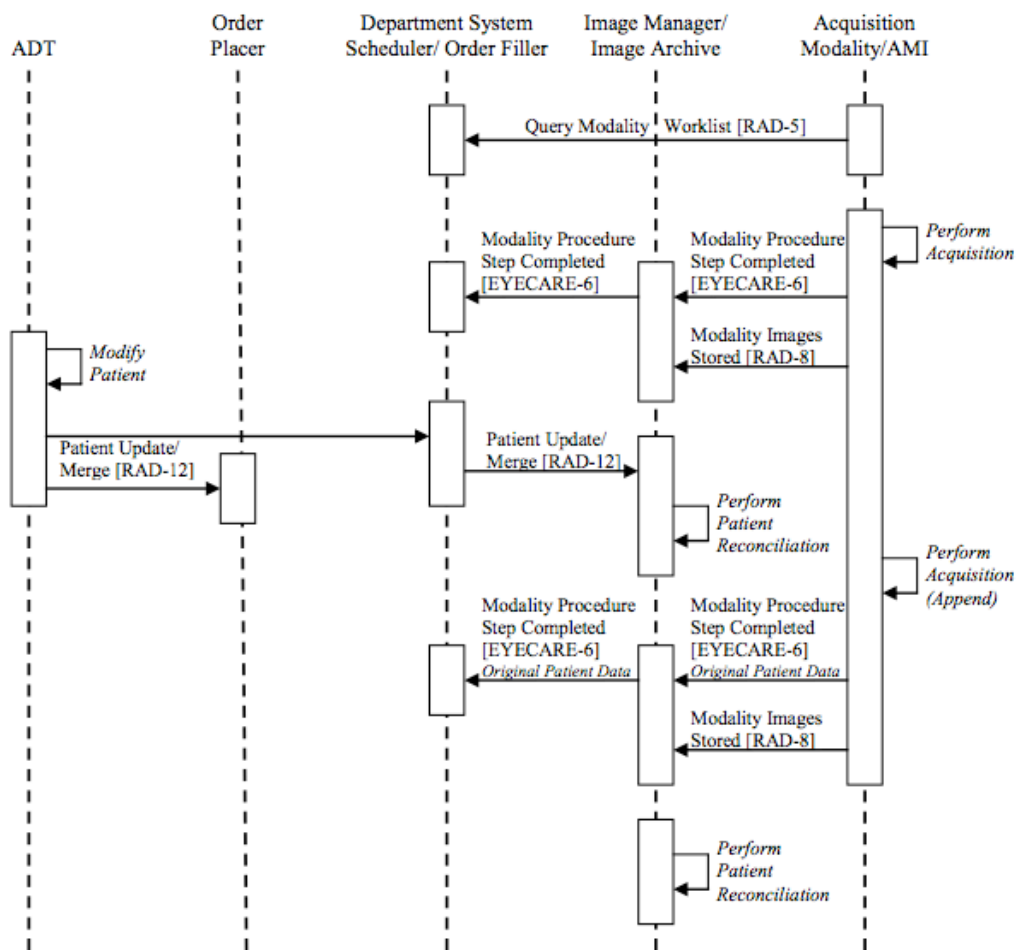 ADT
Order
Placer
Department System
Scheduler/ Order Filler
Image Manager/
Image Archive
Acquisition
Modality/AMI
Query Modality Worklist [RAD-5]
Perform
Acquisition
Modality Procedure
Step Completed
[EYECARE-6]
Modality Procedure
Step Completed
[EYECARE-6]
Modality Images
Stored [RAD-8]
Modify
Patient
Patient Update/
Merge [RAD-12]
Patient Update/
Merge [RAD-12]
Perform
Patient
Reconciliation
Perform
Acquisition
(Append)
Modality Procedure
Step Completed
[EYECARE-6]
Original Patient Data
Modality Procedure
Step Completed
[EYECARE-6]
Original Patient Data
Modality Images
Stored [RAD-8]
Perform
Patient
Reconciliation